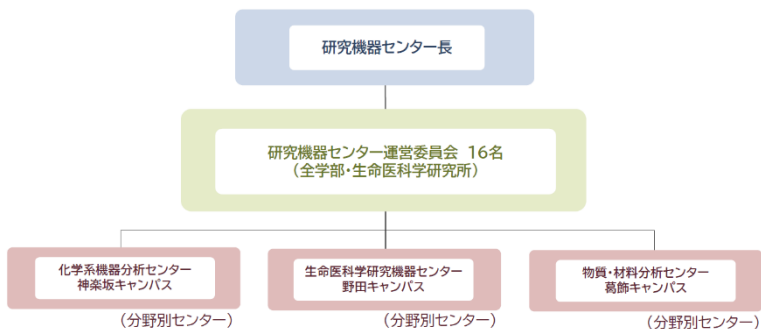 研究機器センター長
研究機器センター運営委員会 16名
（全学部・生命医科学研究所）
化学系機器分析センター
神楽坂キャンパス
（分野別センター）
生命医科学研究機器センター
野田キャンパス
（分野別センター）
物質・材料分析センター
葛飾キャンパス
（分野別センター）